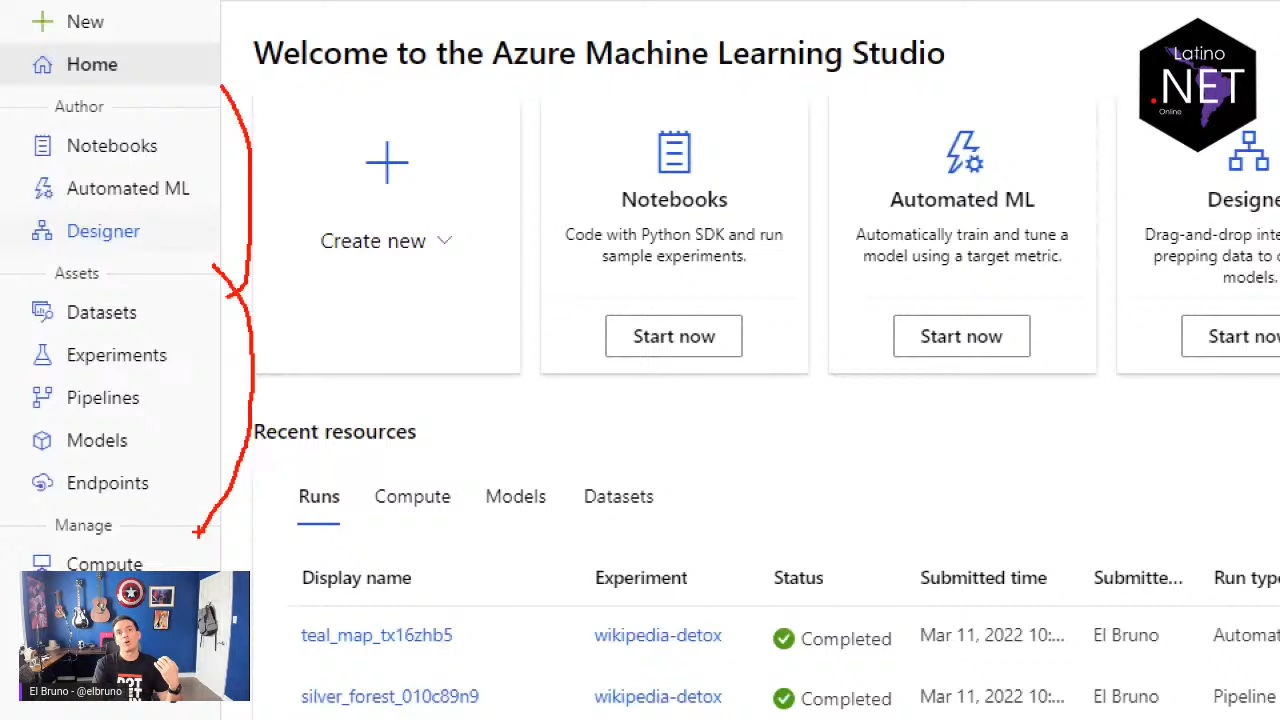 New
Home
Author
Notebooks
Automated ML
Designer
Assets
Datasets
Experiments
Pipelines
Models
Endpoints
Manage
Compute
El Bruno - @elbruno
Welcome to the Azure Machine Learning Studio
Latino
.NET
Online
Create new
Notebooks
Code with Python SDK and run
sample experiments.
Start now
Automated ML
Automatically train and tune a
model using a target metric.
Start now
Designe
Drag-and-drop inte
prepping data to d
models.
Start now
Recent resources
Runs Compute Models Datasets
Display name Experiment Status Submitted time Submitte... Run type
teal_map_tx16zhb5 wikipedia-detox Completed Mar 11, 2022 10:... El Bruno Automa
silver_forest_010c89n9 wikipedia-detox Completed Mar 11, 2022 10:... El Bruno Pipeline